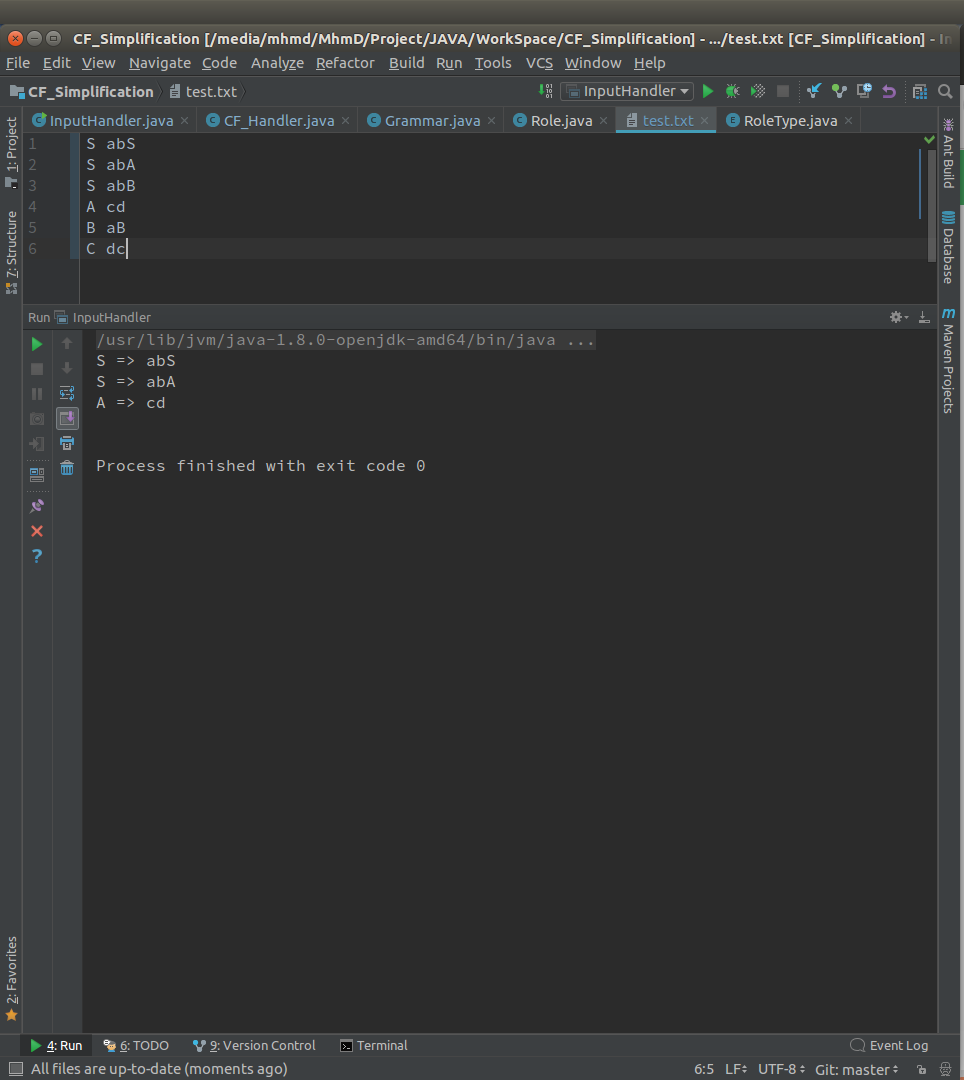 CF_Simplification [/media/mhmd/MhmD/Project/JAVA/WorkSpace/CF_Simplification] - .../test.txt [CF_Simplification] - In
File Edit View Navigate Code Analyze Refactor Build Run Tools VCS Window Help
CF_Simplification test.txt InputHandler
InputHandler.java CF_Handler.java Grammar.java Role.java test.txt RoleType.java
1: Project
7: Structure
1 S abS
2 S abA
3 S abB
4 A cd
5 B aB
6 C dc
Ant Build
Database
Maven Projects
Run InputHandler
/usr/lib/jvm/java-1.8.0-openjdk-amd64/bin/java ...
S => abS
S => abA
A => cd
Process finished with exit code 0
2: Favorites
4: Run 6: TODO 9: Version Control Terminal Event Log
All files are up-to-date (moments ago) 6:5 LF UTF-8 Git: master